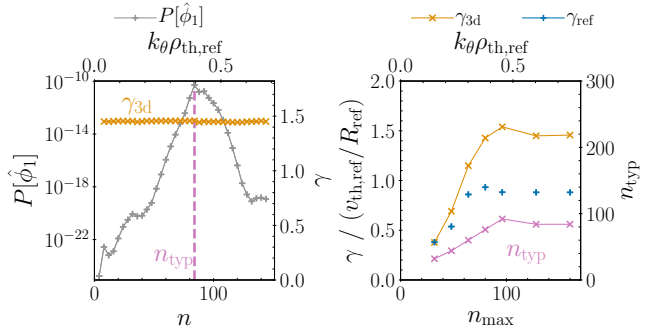 P[ϕ̂₁]
k_θρ_th,ref
0.0 0.5
10⁻¹⁰
10⁻¹⁴
10⁻¹⁸
10⁻²²
P[ϕ̂₁]
γ_3d
n_typ
1.5
1.0
0.5
0.0
γ
0 100
n
γ_3d γ_ref
k_θρ_th,ref
0.0 0.5
2.0
1.5
1.0
0.5
0.0
γ / (v_th,ref/R_ref)
n_typ
300
200
100
0
n_typ
0 50 100 150
n_max